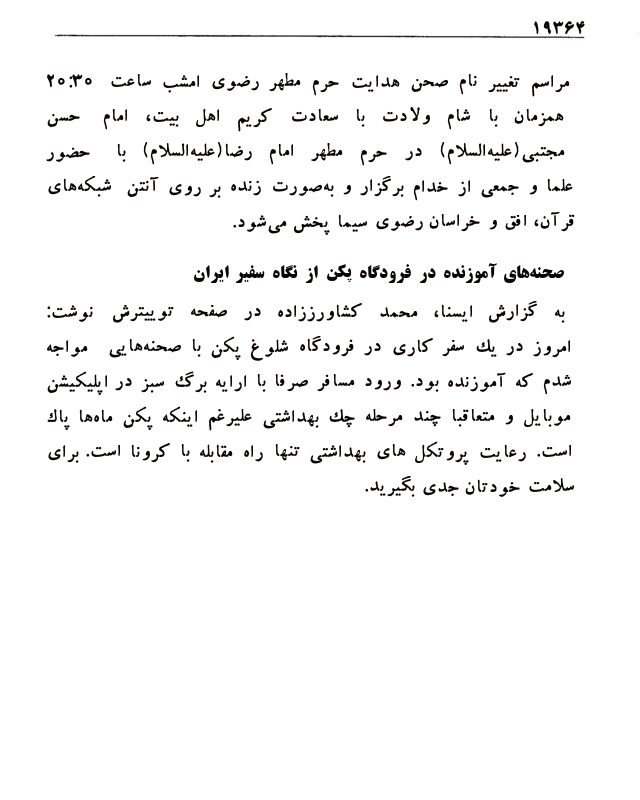 ۱۹۳۶۴
مراسم تغییر نام صحن هدایت حرم مطهر رضوی امشب ساعت ۲۰:۳۰
همزمان با شام ولادت با سعادت کریم اهل بیت، امام حسن
مجتبی(علیه‌السلام) در حرم مطهر امام رضا(علیه‌السلام) با حضور
علما و جمعی از خدام برگزار و به‌صورت زنده بر روی آنتن شبکه‌های
قرآن، افق و خراسان رضوی سیما پخش می‌شود.
صحنه‌های آموزنده در فرودگاه پکن از نگاه سفیر ایران
به گزارش ایسنا، محمد کشاورززاده در صفحه توییترش نوشت:
امروز در یك سفر کاری در فرودگاه شلوغ پکن با صحنه‌هایی مواجه
شدم که آموزنده بود. ورود مسافر صرفا با ارایه برگ سبز در اپلیکیشن
موبایل و متعاقبا چند مرحله چك بهداشتی علیرغم اینکه پکن ماه‌ها پاك
است. رعایت پروتکل های بهداشتی تنها راه مقابله با کرونا است. برای
سلامت خودتان جدی بگیرید.